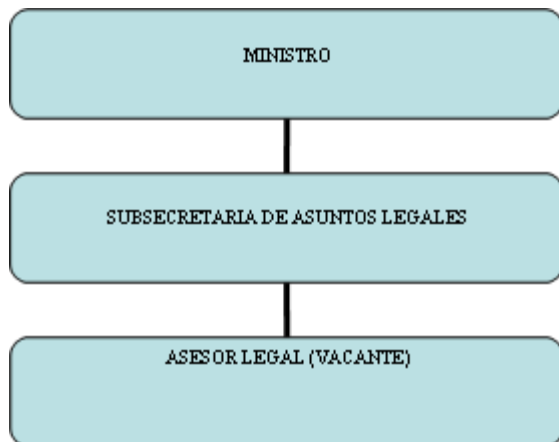 MINISTRO
SUBSECRETARIA DE ASUNTOS LEGALES
ASESOR LEGAL (VACANTE)